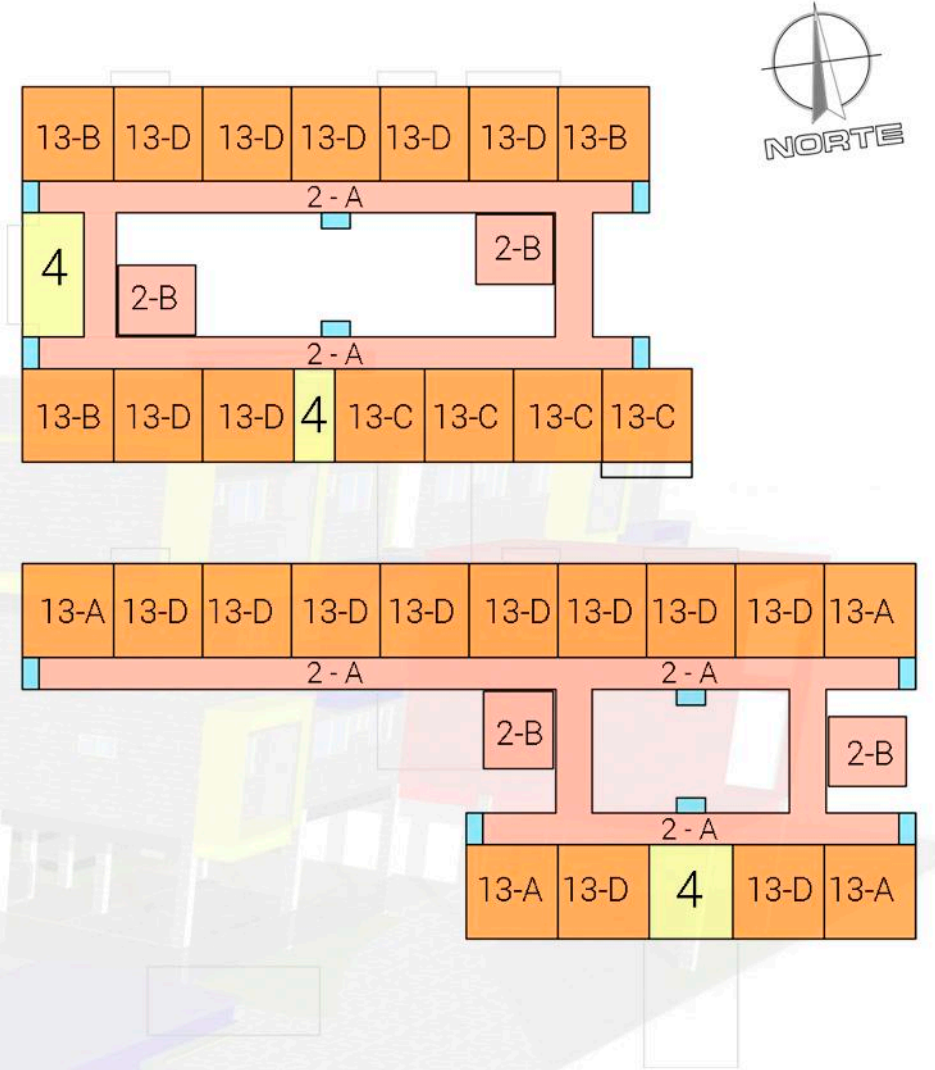 NORTE
13-B 13-D 13-D 13-D 13-D 13-D 13-B
2 - A
4
2-B
2-B
2 - A
13-B 13-D 13-D 4 13-C 13-C 13-C 13-C
13-A 13-D 13-D 13-D 13-D 13-D 13-D 13-D 13-D 13-A
2 - A 2 - A
2-B 2-B
2 - A
13-A 13-D 4 13-D 13-A